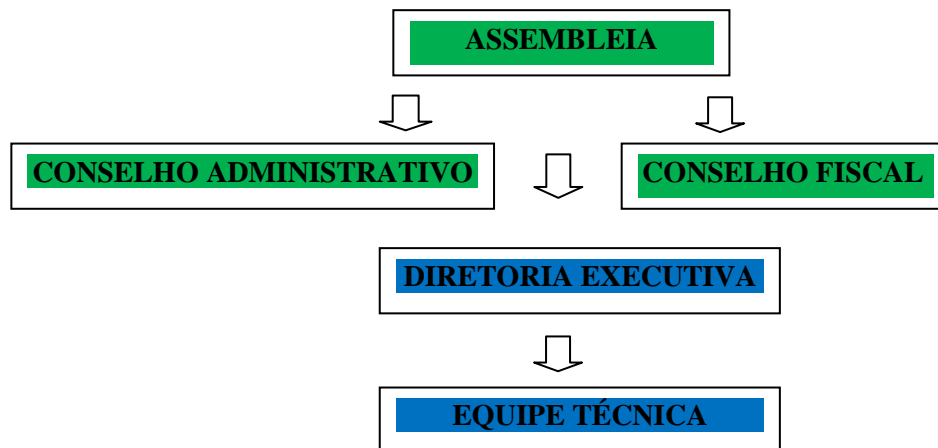 ASSEMBLEIA
CONSELHO ADMINISTRATIVO
CONSELHO FISCAL
DIRETORIA EXECUTIVA
EQUIPE TÉCNICA